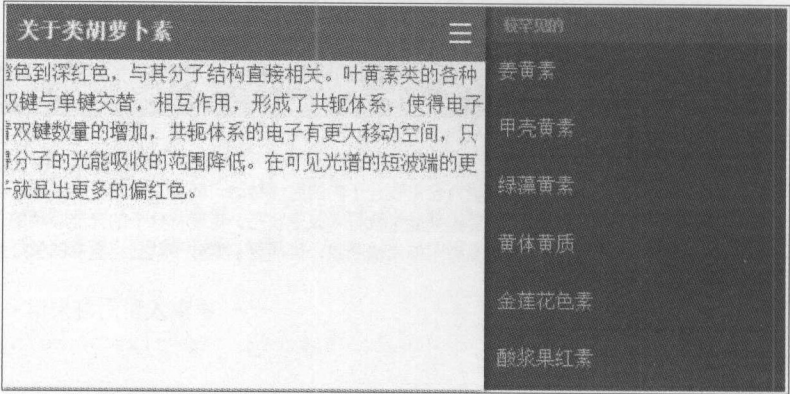 关于类胡萝卜素
橙色到深红色，与其分子结构直接相关。叶黄素类的各种
双键与单键交替，相互作用，形成了共轭体系，使得电子
着双键数量的增加，共轭体系的电子有更大移动空间，只
得分子的光能吸收的范围降低。在可见光谱的短波端的更
子就显出更多的偏红色。
较罕见的
姜黄素
甲壳黄素
绿藻黄素
黄体黄质
金莲花色素
酸浆果红素